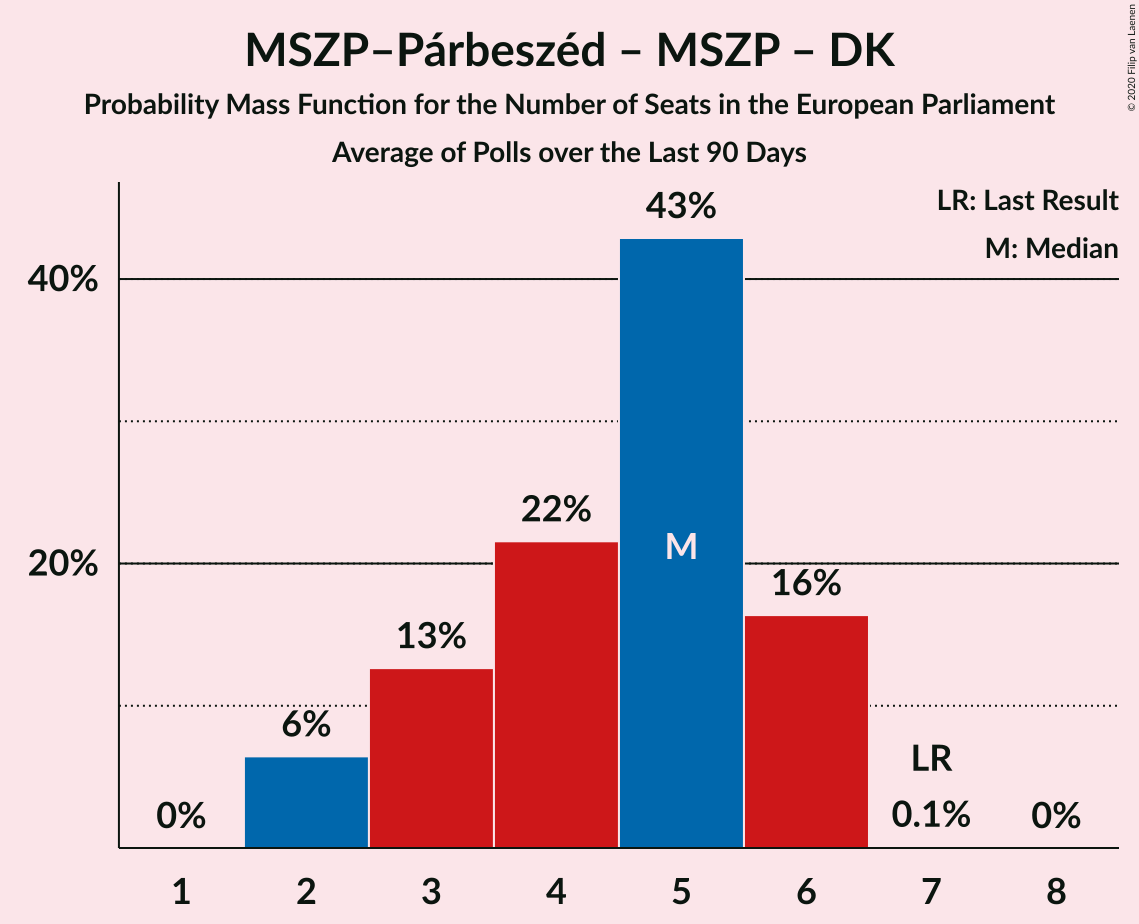 MSZP–Párbeszéd – MSZP – DK
Probability Mass Function for the Number of Seats in the European Parliament
Average of Polls over the Last 90 Days
© 2020 Filip van Laenen
LR: Last Result
M: Median
43%
40%
22%
M
20%
16%
13%
6%
LR
0%
0.1%
0%
1 2 3 4 5 6 7 8